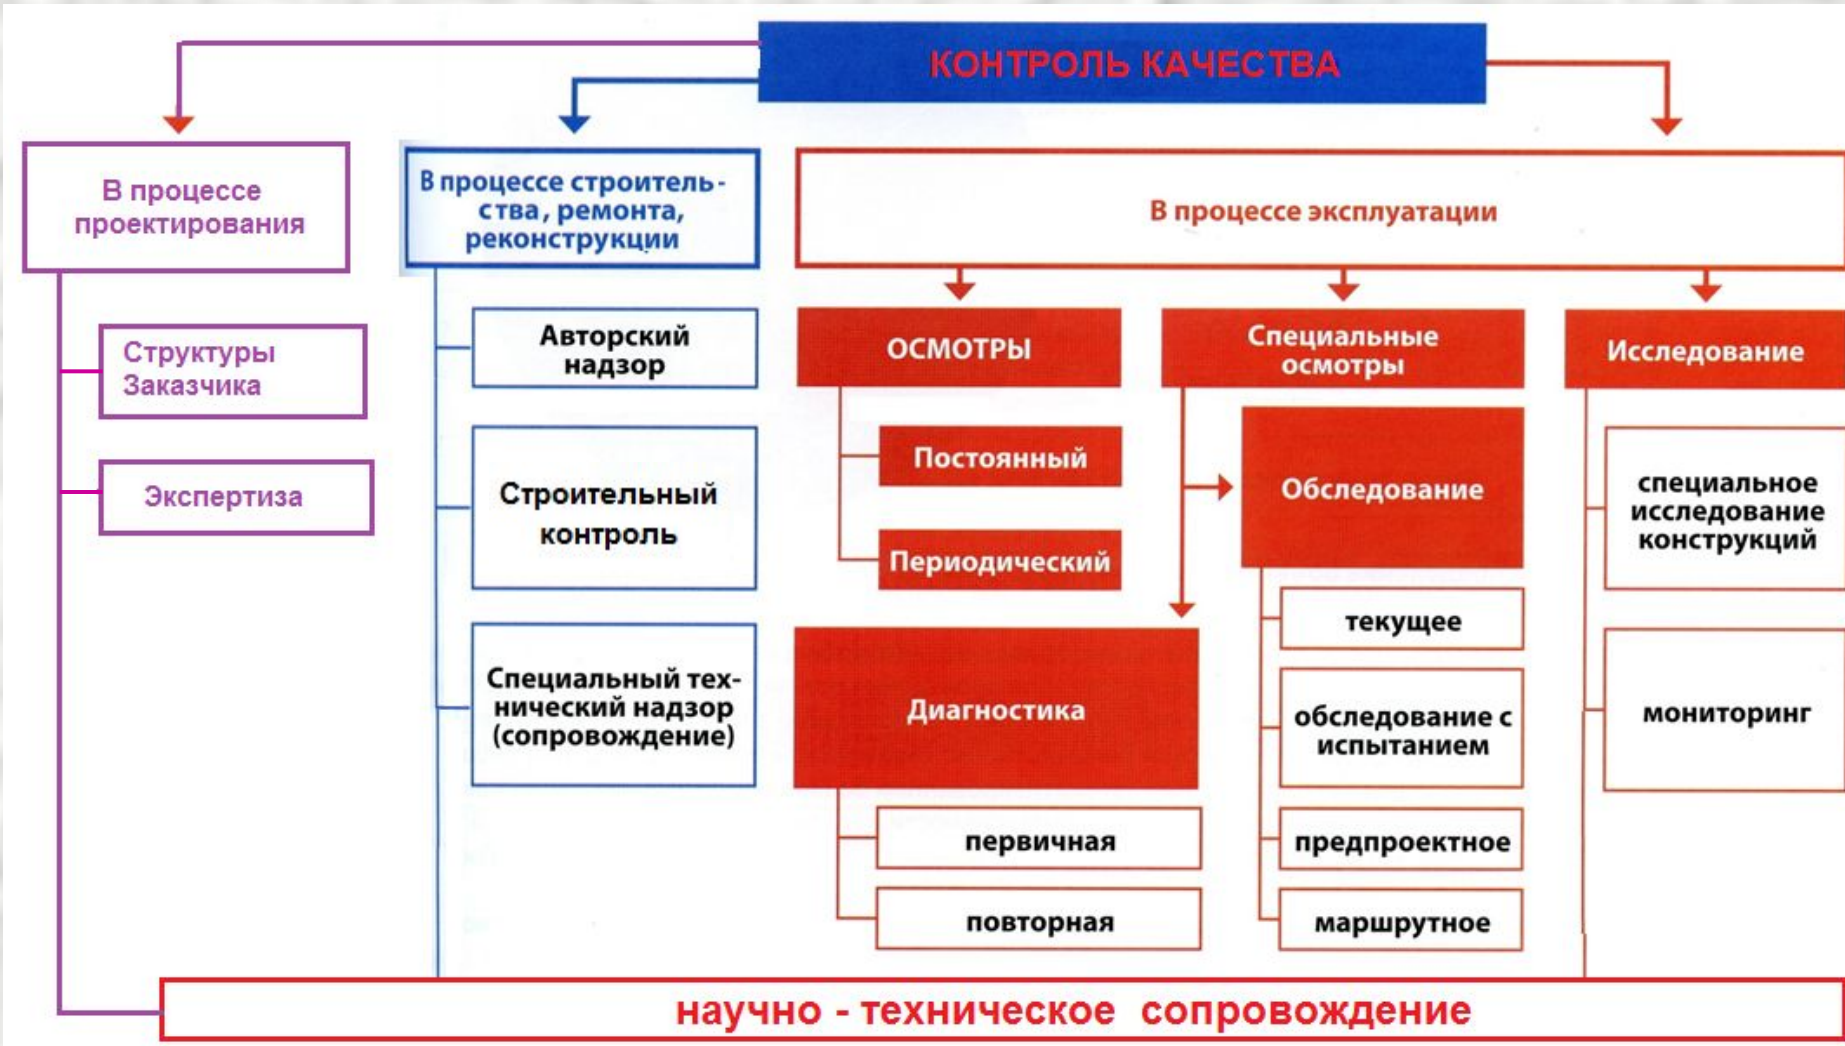 КОНТРОЛЬ КАЧЕСТВА
В процессе
проектирования
Структуры
Заказчика
Экспертиза
В процессе строитель-
ства, ремонта,
реконструкции
Авторский
надзор
Строительный
контроль
Специальный тех-
нический надзор
(сопровождение)
В процессе эксплуатации
ОСМОТРЫ
Постоянный
Периодический
Специальные
осмотры
Диагностика
первичная
повторная
Обследование
текущее
обследование с
испытанием
предпроектное
маршрутное
Исследование
специальное
исследование
конструкций
мониторинг
научно - техническое сопровождение